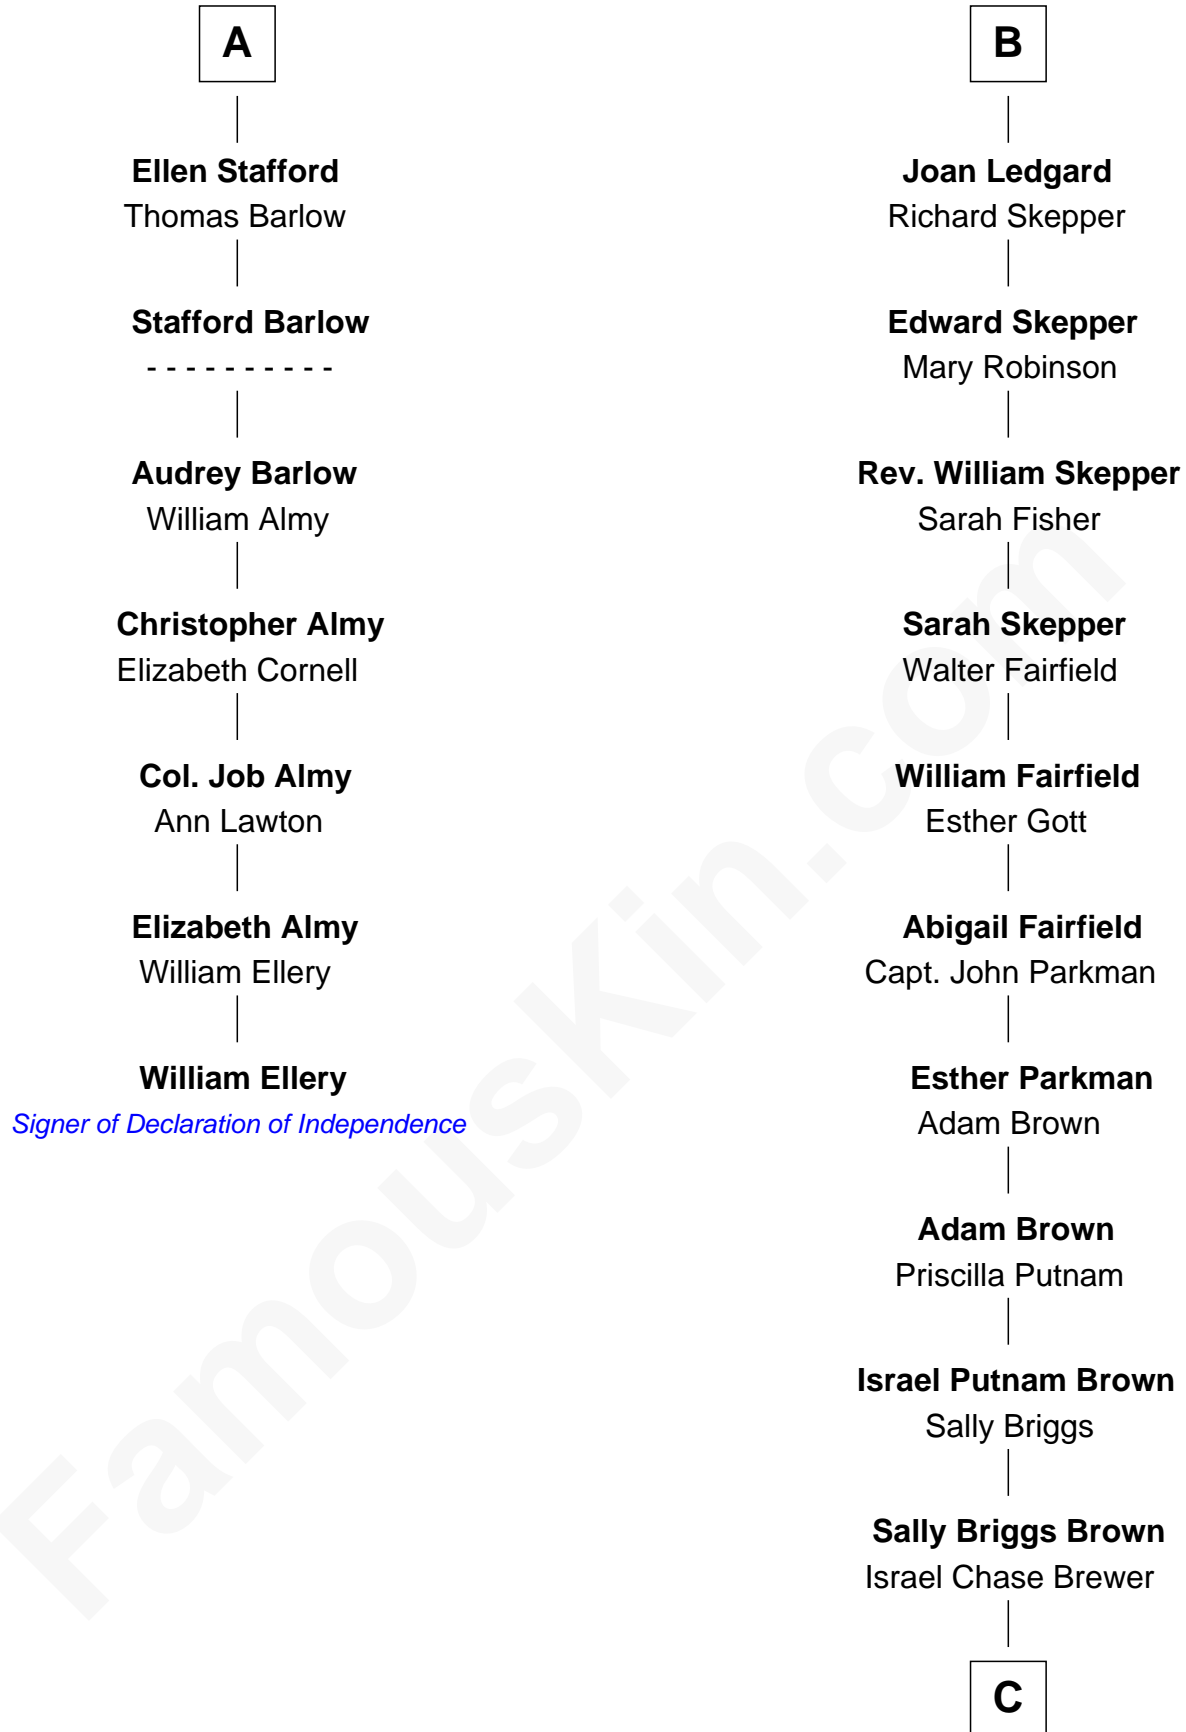 A
Ellen Stafford
Thomas Barlow
Stafford Barlow
- - - - - - - - - -
Audrey Barlow
William Almy
Christopher Almy
Elizabeth Cornell
Col. Job Almy
Ann Lawton
Elizabeth Almy
William Ellery
William Ellery
Signer of Declaration of Independence
B
Joan Ledgard
Richard Skepper
Edward Skepper
Mary Robinson
Rev. William Skepper
Sarah Fisher
Sarah Skepper
Walter Fairfield
William Fairfield
Esther Gott
Abigail Fairfield
Capt. John Parkman
Esther Parkman
Adam Brown
Adam Brown
Priscilla Putnam
Israel Putnam Brown
Sally Briggs
Sally Briggs Brown
Israel Chase Brewer
C
FamousKin.com